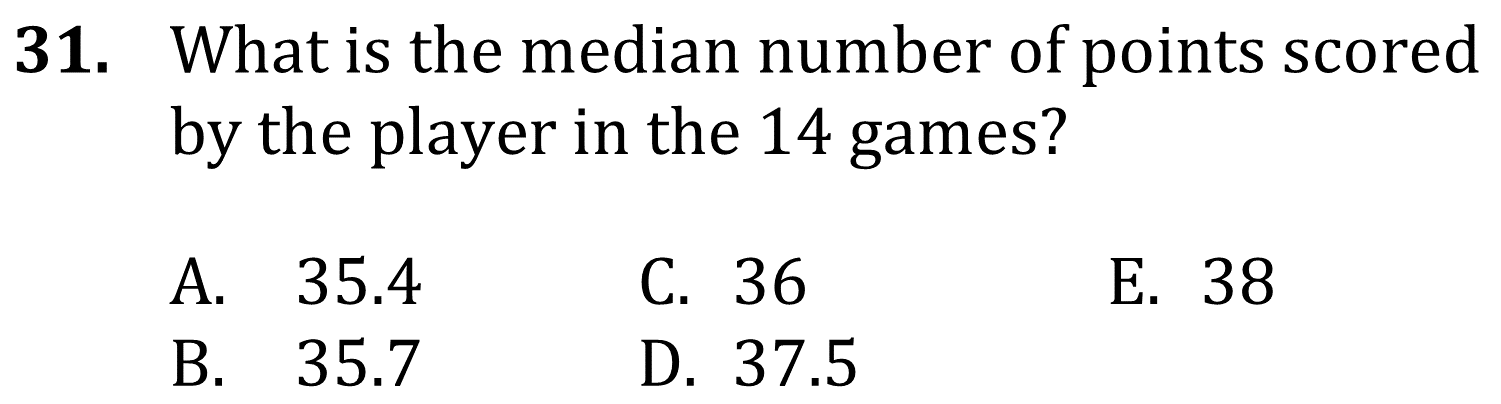 31. What is the median number of points scored
by the player in the 14 games?
A. 35.4 C. 36 E. 38
B. 35.7 D. 37.5